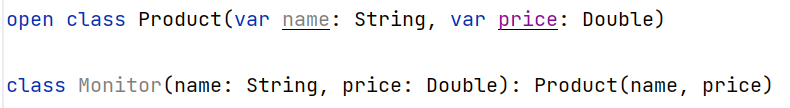 open class Product(var name: String, var price: Double)
class Monitor(name: String, price: Double): Product(name, price)